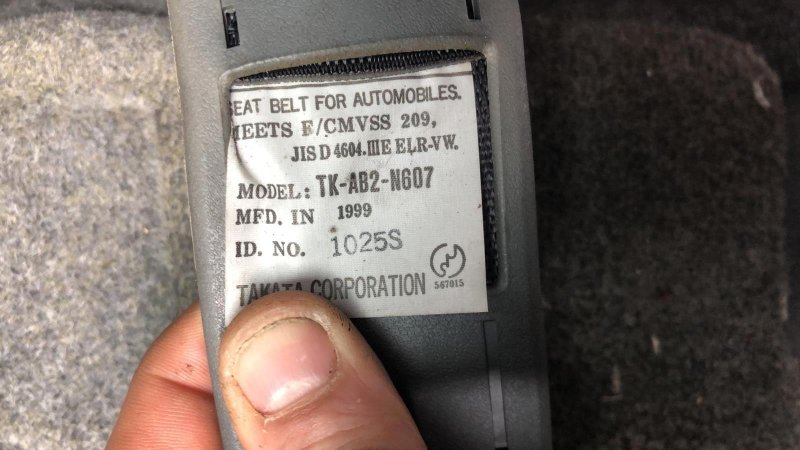 SEAT BELT FOR AUTOMOBILES.
MEETS F/CMVSS 209,
JIS D 4604.IIIE ELR-VW.
MODEL: TK-AB2-N607
MFD. IN 1999
ID. NO. 1025S
TAKATA CORPORATION
567015